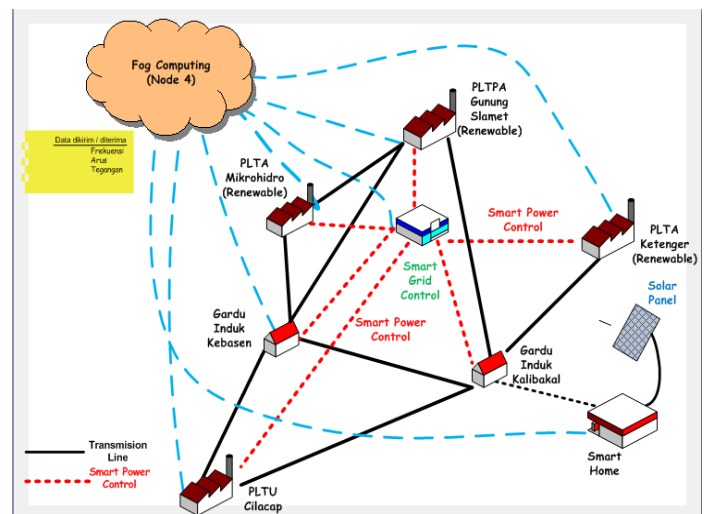 Fog Computing
(Node 4)
Data dikirim / diterima
Frekuensi
Arus
Tegangan
PLTPA
Gunung
Slamet
(Renewable)
PLTA
Mikrohidro
(Renewable)
Smart Power
Control
PLTA
Ketenger
(Renewable)
Smart
Grid
Control
Solar
Panel
Gardu
Induk
Kebasen
Smart Power
Control
Gardu
Induk
Kalibakal
Transmision
Line
Smart Power
Control
PLTU
Cilacap
Smart
Home